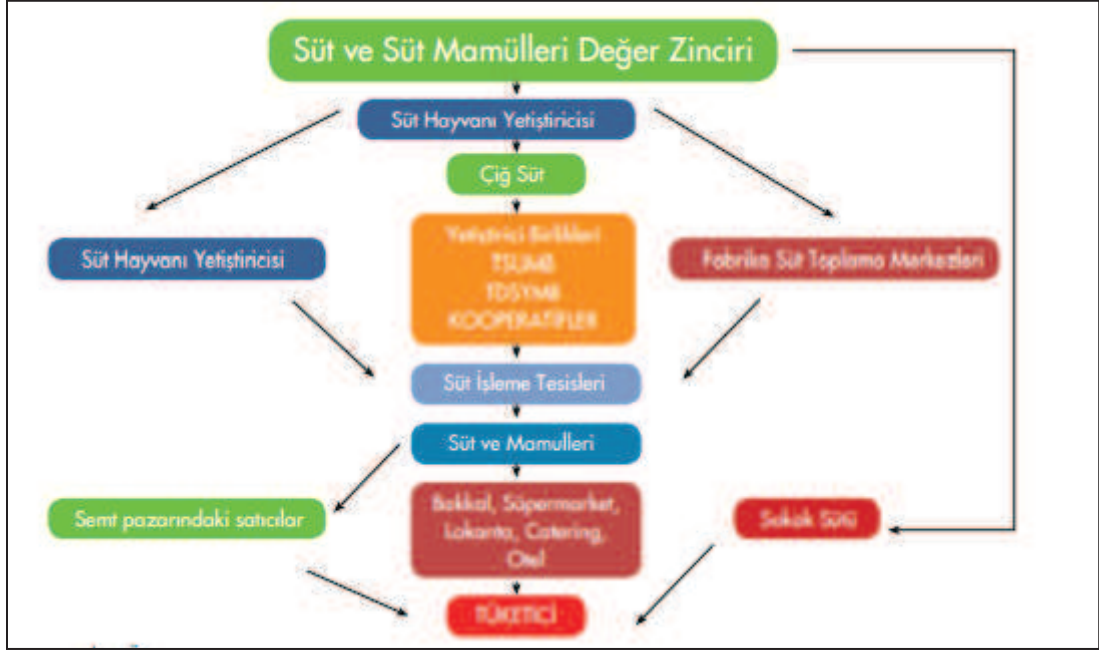 Süt ve Süt Mamülleri Değer Zinciri
Süt Hayvanı Yetiştiricisi
Çiğ Süt
Süt Hayvanı Yetiştiricisi
Yetiştirici Birlikleri
TSUMB
TDSYMB
KOOPERATİFLER
Fabrika Süt Toplama Merkezleri
Süt İşleme Tesisleri
Süt ve Mamulleri
Semt pazarındaki satıcılar
Bakkal, Süpermarket,
Lokanta, Catering,
Otel
Sokak Sütü
TÜKETİCİ